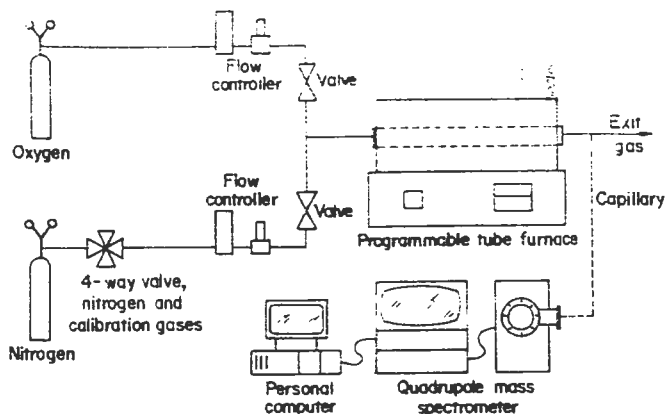 Flow
controller
Valve
Oxygen
Exit
gas
Capillary
Flow
controller
Valve
Programmable tube furnace
4-way valve,
nitrogen and
calibration gases
Nitrogen
Personal
computer
Quadrupole mass
spectrometer